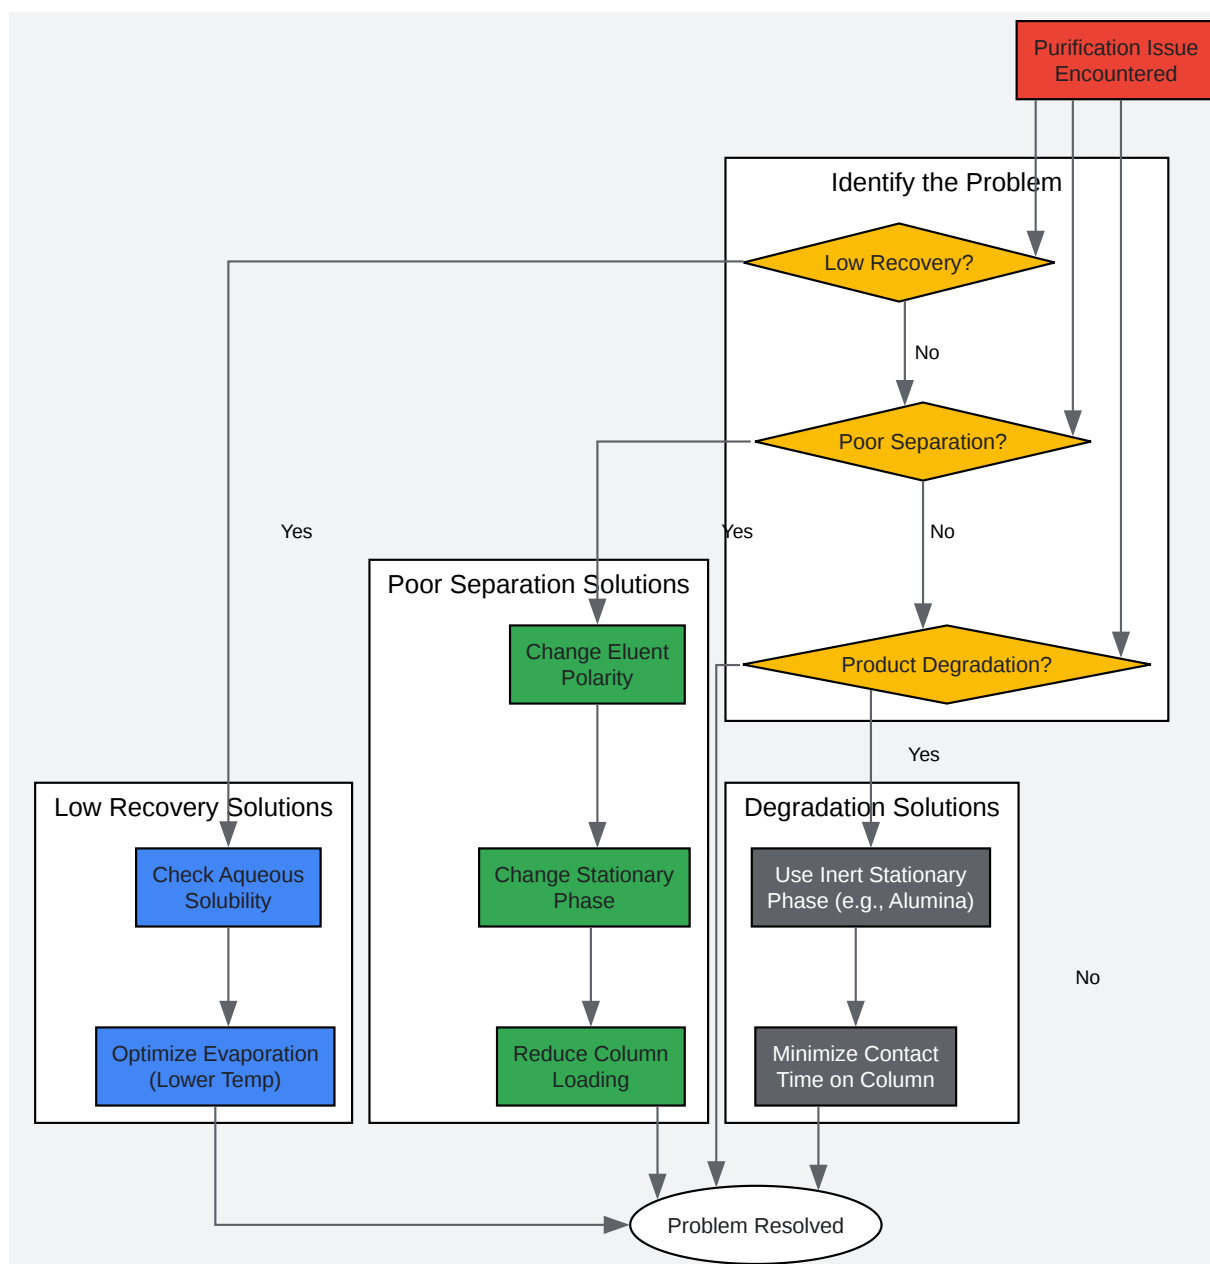 Purification Issue
Encountered
Identify the Problem
Low Recovery?
No
Poor Separation?
Yes
Yes
No
Poor Separation Solutions
Change Eluent
Polarity
Product Degradation?
Yes
Low Recovery Solutions
Degradation Solutions
Check Aqueous
Solubility
Change Stationary
Phase
Use Inert Stationary
Phase (e.g., Alumina)
No
Optimize Evaporation
(Lower Temp)
Reduce Column
Loading
Minimize Contact
Time on Column
Problem Resolved